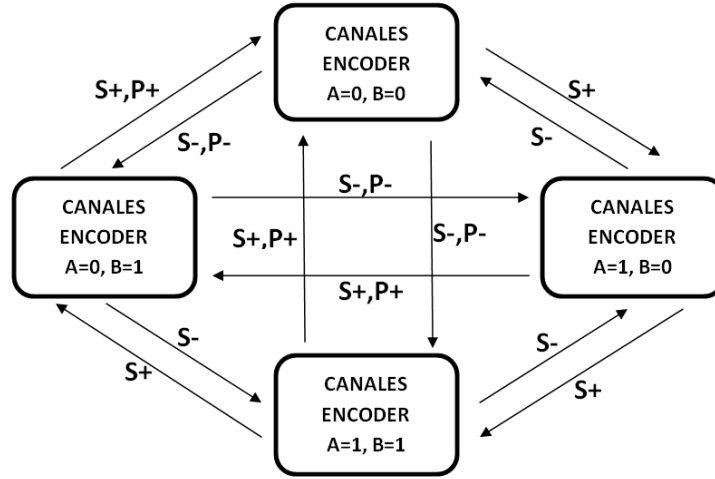 CANALES
ENCODER
A=0, B=0
S+,P+
S+
S-,P-
S-
CANALES
ENCODER
A=0, B=1
S-,P-
CANALES
ENCODER
A=1, B=0
S+,P+
S-,P-
S+,P+
S-
S-
S+
S+
CANALES
ENCODER
A=1, B=1